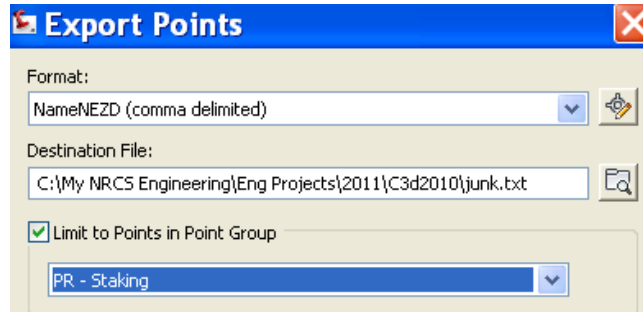 Export Points
Format:
NameNEZD (comma delimited)
Destination File:
C:\My NRCS Engineering\Eng Projects\2011\C3d2010\junk.txt
Limit to Points in Point Group
PR - Staking